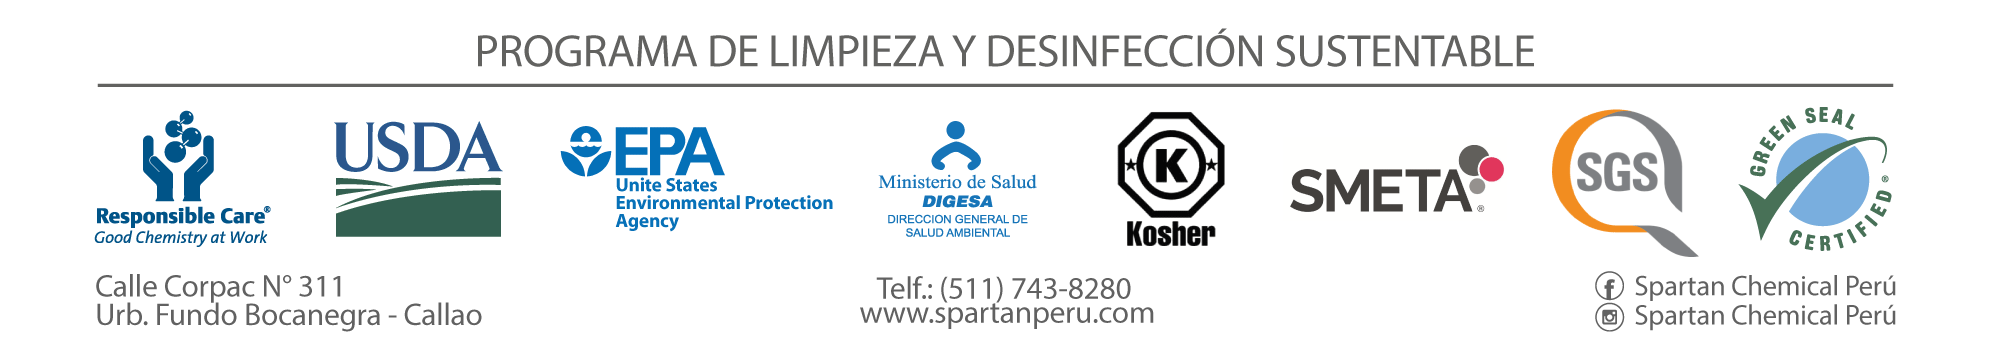 PROGRAMA DE LIMPIEZA Y DESINFECCIÓN SUSTENTABLE
Responsible Care®
Good Chemistry at Work
USDA
EPA
Unite States
Environmental Protection
Agency
Ministerio de Salud
DIGESA
DIRECCION GENERAL DE
SALUD AMBIENTAL
K
Kosher
SMETA®
SGS
GREEN SEAL
CERTIFIED®
Calle Corpac N° 311
Urb. Fundo Bocanegra - Callao
Telf.: (511) 743-8280
www.spartanperu.com
Spartan Chemical Perú
Spartan Chemical Perú